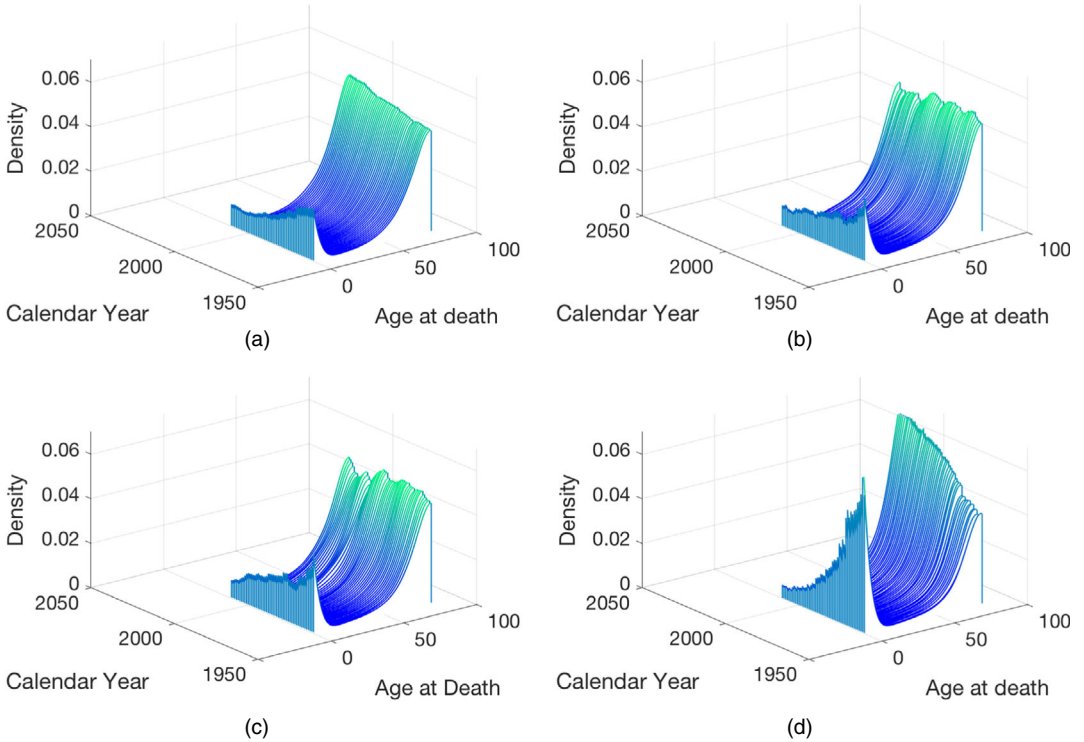 0.06
0.04
0.02
0
Density
2050
2000
1950
Calendar Year
0
50
100
Age at death
(a)
0.06
0.04
0.02
0
Density
2050
2000
1950
Calendar Year
0
50
100
Age at death
(b)
0.06
0.04
0.02
0
Density
2050
2000
1950
Calendar Year
0
50
100
Age at Death
(c)
0.06
0.04
0.02
0
Density
2050
2000
1950
Calendar Year
0
50
100
Age at death
(d)